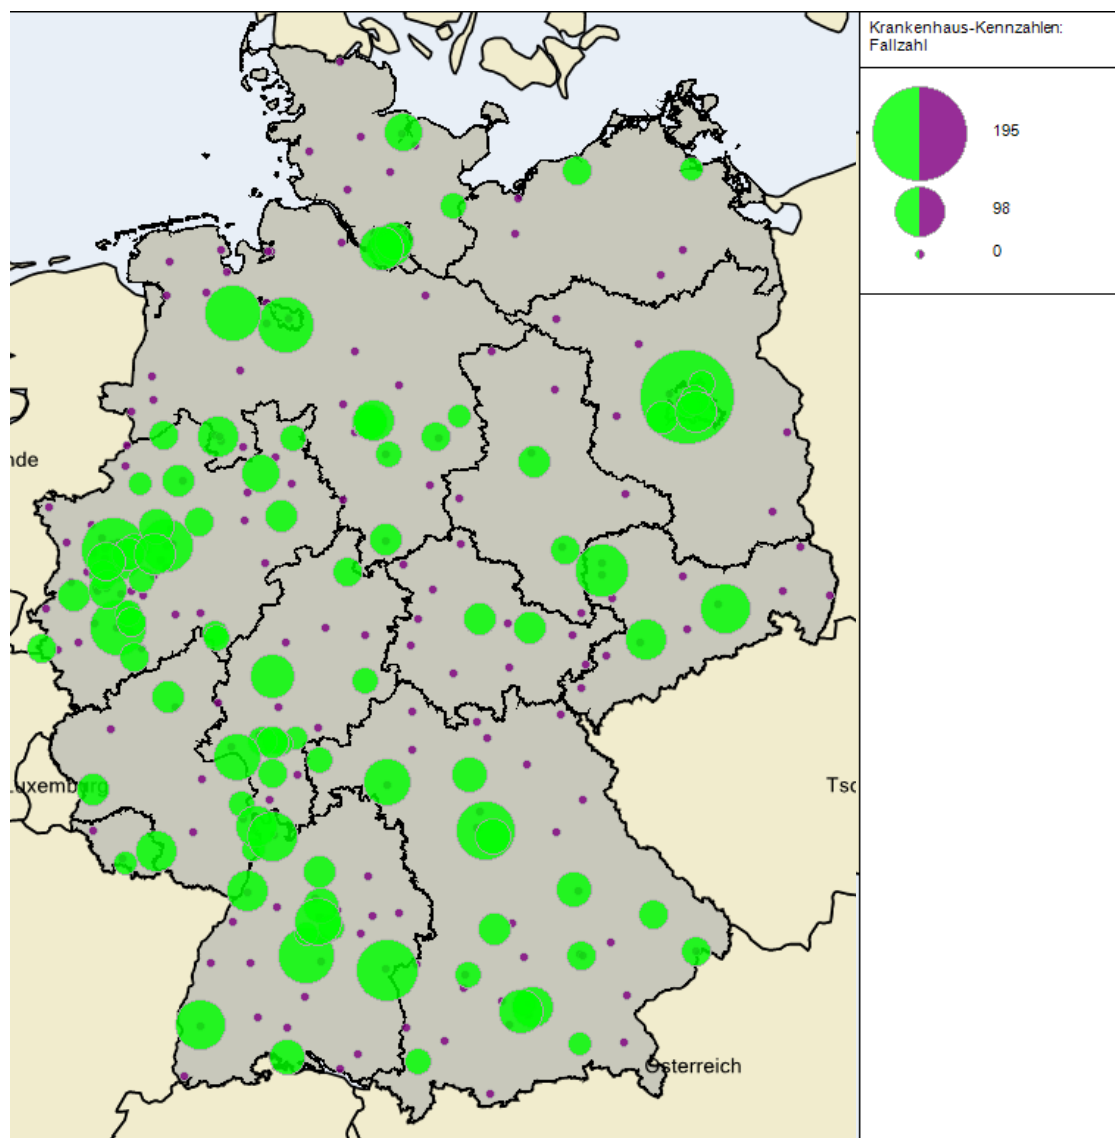 Krankenhaus-Kennzahlen:
Fallzahl
195
98
0
nde
Luxemburg
Tsc
Österreich